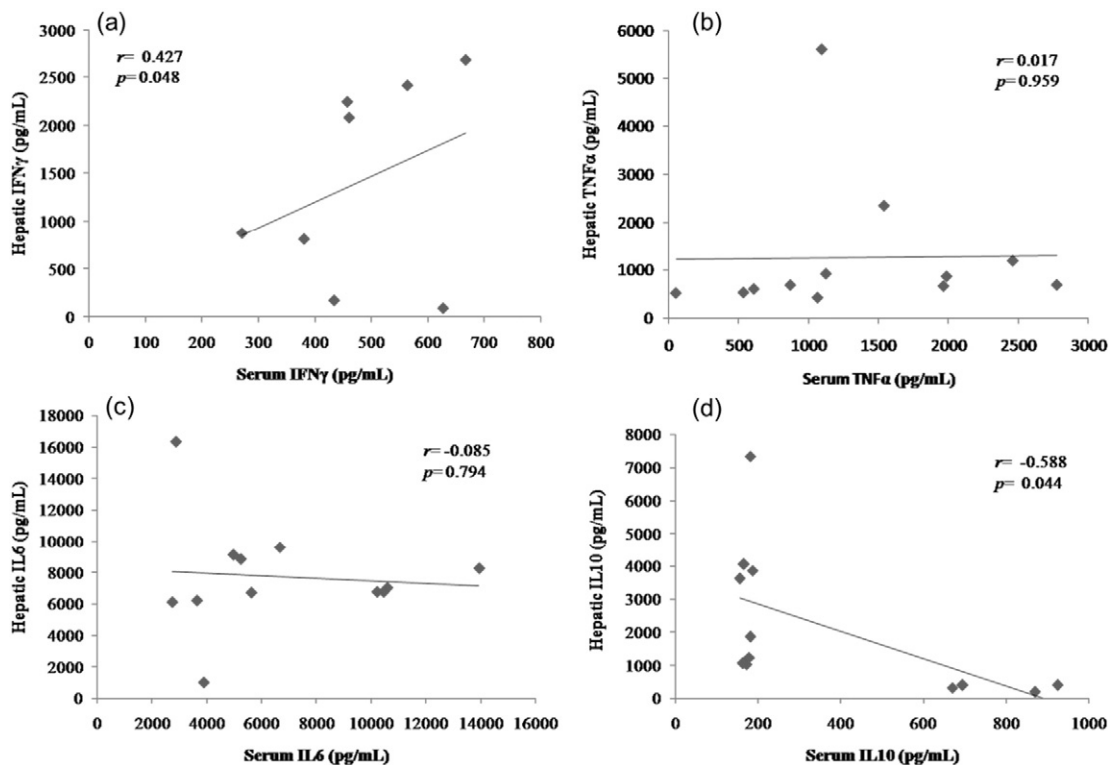 (a)
r= 0.427
p=0.048
Hepatic IFNγ (pg/mL)
3000
2500
2000
1500
1000
500
0
0 100 200 300 400 500 600 700 800
Serum IFNγ (pg/mL)
(b)
r=0.017
p=0.959
Hepatic TNFα (pg/mL)
6000
5000
4000
3000
2000
1000
0
0 500 1000 1500 2000 2500 3000
Serum TNFα (pg/mL)
(c)
r=-0.085
p=0.794
Hepatic IL6 (pg/mL)
18000
16000
14000
12000
10000
8000
6000
4000
2000
0
0 2000 4000 6000 8000 10000 12000 14000 16000
Serum IL6 (pg/mL)
(d)
r= -0.588
p= 0.044
Hepatic IL10 (pg/mL)
8000
7000
6000
5000
4000
3000
2000
1000
0
0 200 400 600 800 1000
Serum IL10 (pg/mL)